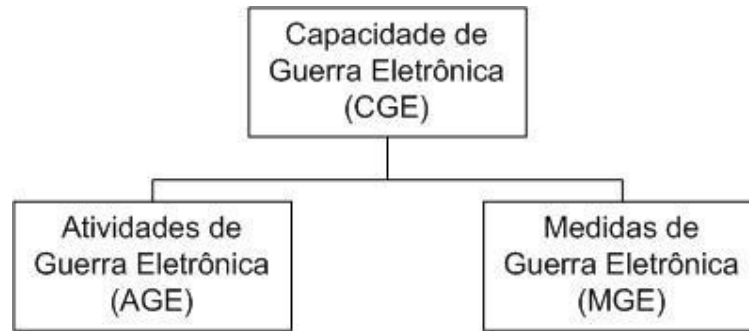 Capacidade de
Guerra Eletrônica
(CGE)
Atividades de
Guerra Eletrônica
(AGE)
Medidas de
Guerra Eletrônica
(MGE)